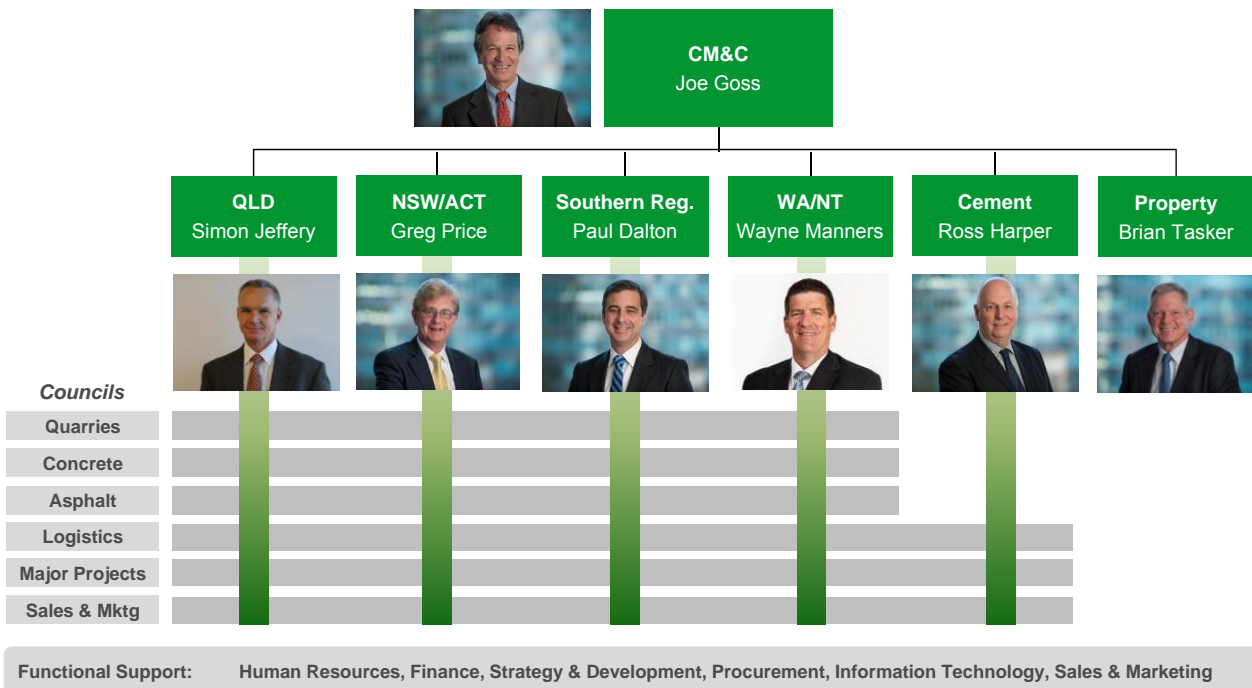 CM&C
Joe Goss
QLD
Simon Jeffery
NSW/ACT
Greg Price
Southern Reg.
Paul Dalton
WA/NT
Wayne Manners
Cement
Ross Harper
Property
Brian Tasker
Councils
Quarries
Concrete
Asphalt
Logistics
Major Projects
Sales & Mktg
Functional Support: Human Resources, Finance, Strategy & Development, Procurement, Information Technology, Sales & Marketing